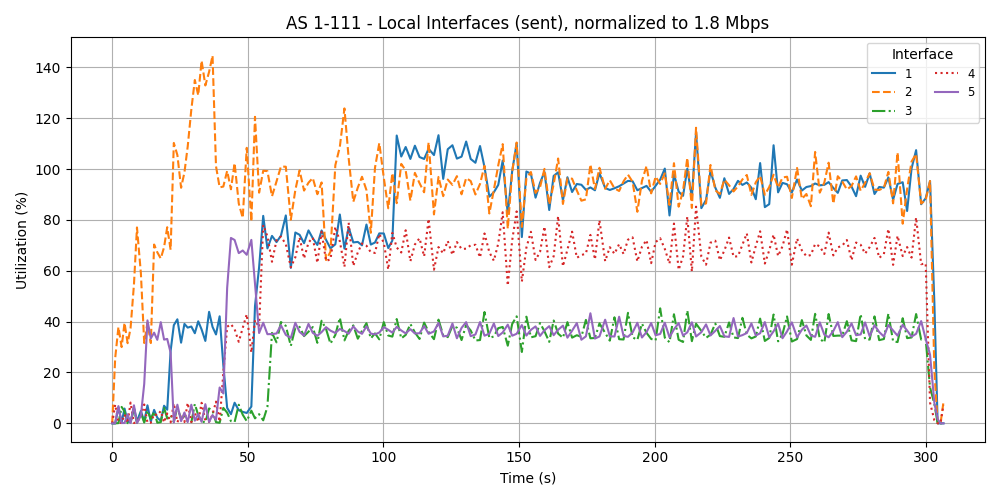 AS 1-111 - Local Interfaces (sent), normalized to 1.8 Mbps
Utilization (%)
140
120
100
80
60
40
20
0
0 50 100 150 200 250 300
Time (s)
Interface
1 4
2 5
3